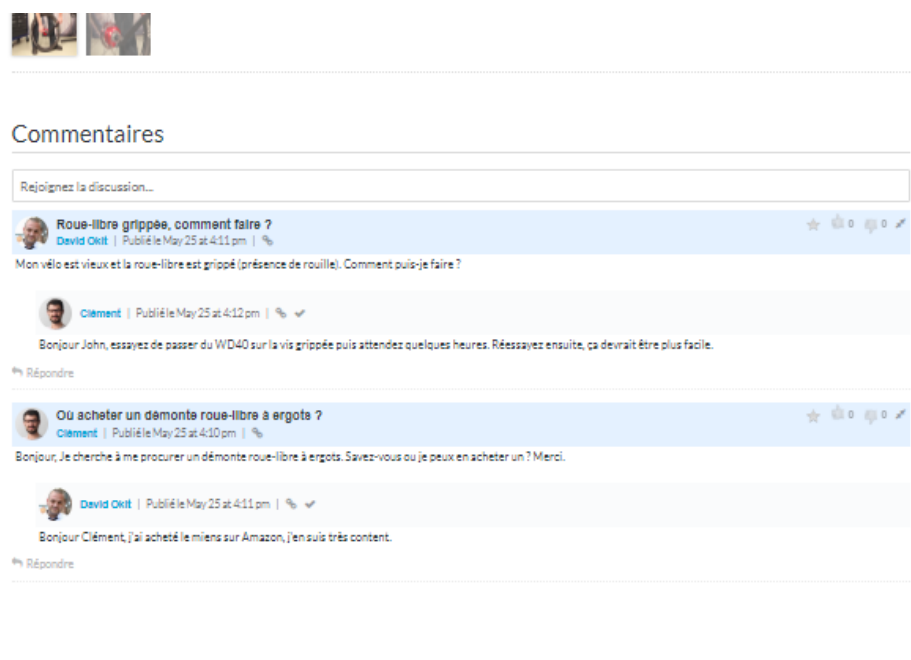 Commentaires
Rejoignez la discussion...
Roue-libre grippée, comment faire ?
0 0
David Okit | Publié le May 25 at 4:11 pm |
Mon vélo est vieux et la roue-libre est grippé (présence de rouille). Comment puis-je faire ?
Clément | Publié le May 25 at 4:12 pm |
Bonjour John, essayez de passer du WD40 sur la vis grippée puis attendez quelques heures. Réessayez ensuite, ça devrait être plus facile.
Répondre
Où acheter un démonte roue-libre à ergots ?
0 0
Clément | Publié le May 25 at 4:10 pm |
Bonjour, Je cherche à me procurer un démonte roue-libre à ergots. Savez-vous ou je peux en acheter un ? Merci.
David Okit | Publié le May 25 at 4:11 pm |
Bonjour Clément, j'ai acheté le miens sur Amazon, j'en suis très content.
Répondre